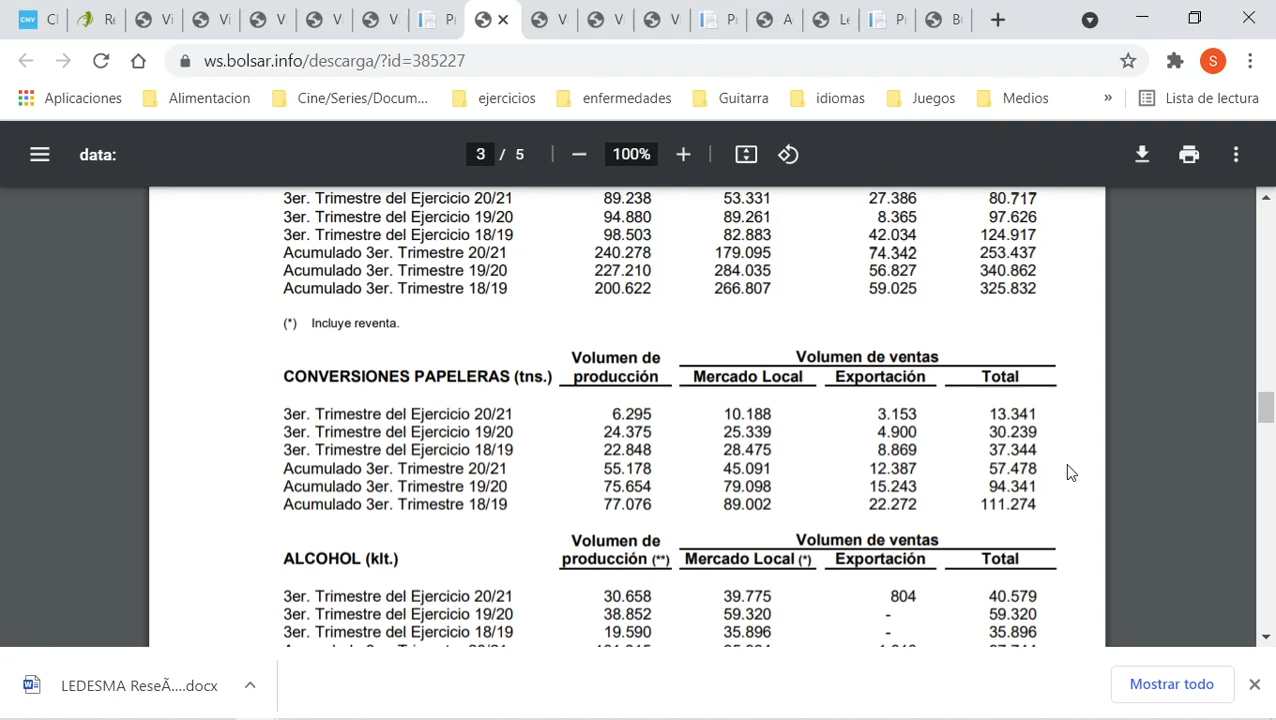 Cl
Re
Vi
Vi
V
V
V
Pr
V
Vi
V
Pr
A
Le
Pr
B
ws.bolsar.info/descarga/?id=385227
S
Aplicaciones Alimentacion Cine/Series/Docum... ejercicios enfermedades Guitarra idiomas Juegos Medios » Lista de lectura
data: 3 / 5 100%
3er. Trimestre del Ejercicio 20/21 89.238 53.331 27.386 80.717
3er. Trimestre del Ejercicio 19/20 94.880 89.261 8.365 97.626
3er. Trimestre del Ejercicio 18/19 98.503 82.883 42.034 124.917
Acumulado 3er. Trimestre 20/21 240.278 179.095 74.342 253.437
Acumulado 3er. Trimestre 19/20 227.210 284.035 56.827 340.862
Acumulado 3er. Trimestre 18/19 200.622 266.807 59.025 325.832
(*) Incluye reventa.
Volumen de Volumen de ventas
CONVERSIONES PAPELERAS (tns.) producción Mercado Local Exportación Total
3er. Trimestre del Ejercicio 20/21 6.295 10.188 3.153 13.341
3er. Trimestre del Ejercicio 19/20 24.375 25.339 4.900 30.239
3er. Trimestre del Ejercicio 18/19 22.848 28.475 8.869 37.344
Acumulado 3er. Trimestre 20/21 55.178 45.091 12.387 57.478
Acumulado 3er. Trimestre 19/20 75.654 79.098 15.243 94.341
Acumulado 3er. Trimestre 18/19 77.076 89.002 22.272 111.274
Volumen de Volumen de ventas
ALCOHOL (klt.) producción (**) Mercado Local (*) Exportación Total
3er. Trimestre del Ejercicio 20/21 30.658 39.775 804 40.579
3er. Trimestre del Ejercicio 19/20 38.852 59.320 - 59.320
3er. Trimestre del Ejercicio 18/19 19.590 35.896 - 35.896
LEDESMA ReseÃ....docx
Mostrar todo